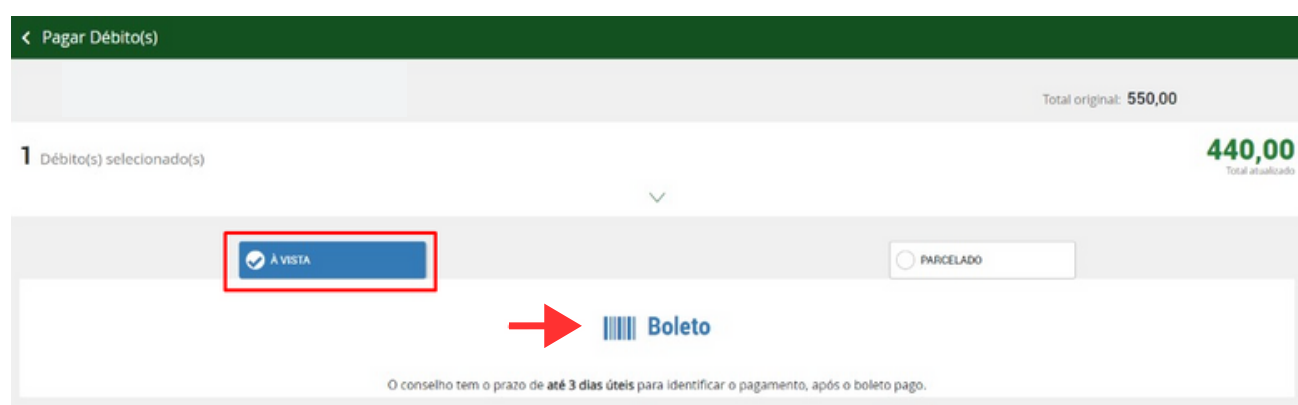 Pagar Débito(s)
Total original: 550,00
1 Débito(s) selecionado(s)
440,00
Total atualizado
À VISTA
PARCELADO
Boleto
O conselho tem o prazo de até 3 dias úteis para identificar o pagamento, após o boleto pago.